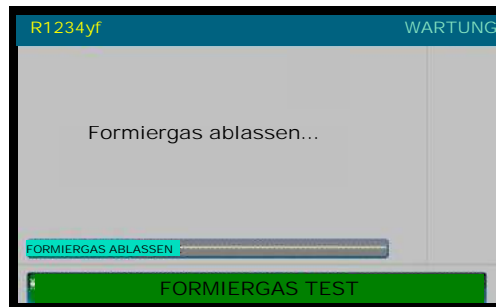 R1234yf WARTUNG
Formiergas ablassen...
FORMIERGAS ABLASSEN
FORMIERGAS TEST